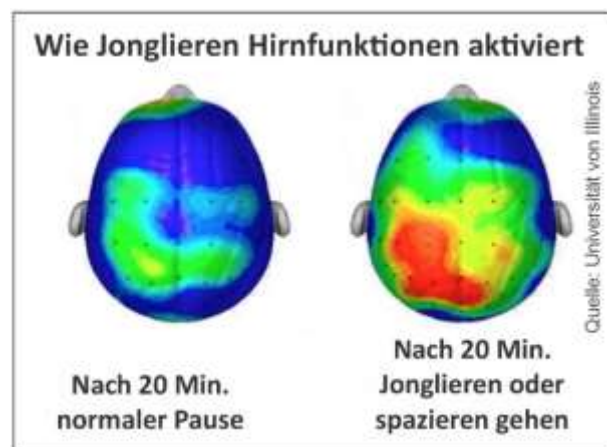 Wie Jonglieren Hirnfunktionen aktiviert
Nach 20 Min.
normaler Pause
Nach 20 Min.
Jonglieren oder
spazieren gehen
Quelle: Universität von Illinois